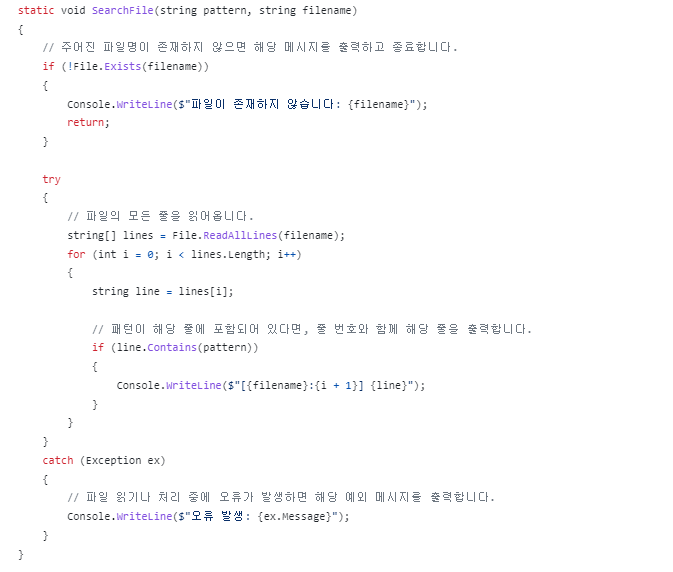 static void SearchFile(string pattern, string filename)
{
    // 주어진 파일명이 존재하지 않으면 해당 메시지를 출력하고 종료합니다.
    if (!File.Exists(filename))
    {
        Console.WriteLine($"파일이 존재하지 않습니다: {filename}");
        return;
    }

    try
    {
        // 파일의 모든 줄을 읽어옵니다.
        string[] lines = File.ReadAllLines(filename);
        for (int i = 0; i < lines.Length; i++)
        {
            string line = lines[i];

            // 패턴이 해당 줄에 포함되어 있다면, 줄 번호와 함께 해당 줄을 출력합니다.
            if (line.Contains(pattern))
            {
                Console.WriteLine($"[{filename}:{i + 1}] {line}");
            }
        }
    }
    catch (Exception ex)
    {
        // 파일 읽기나 처리 중에 오류가 발생하면 해당 예외 메시지를 출력합니다.
        Console.WriteLine($"오류 발생: {ex.Message}");
    }
}